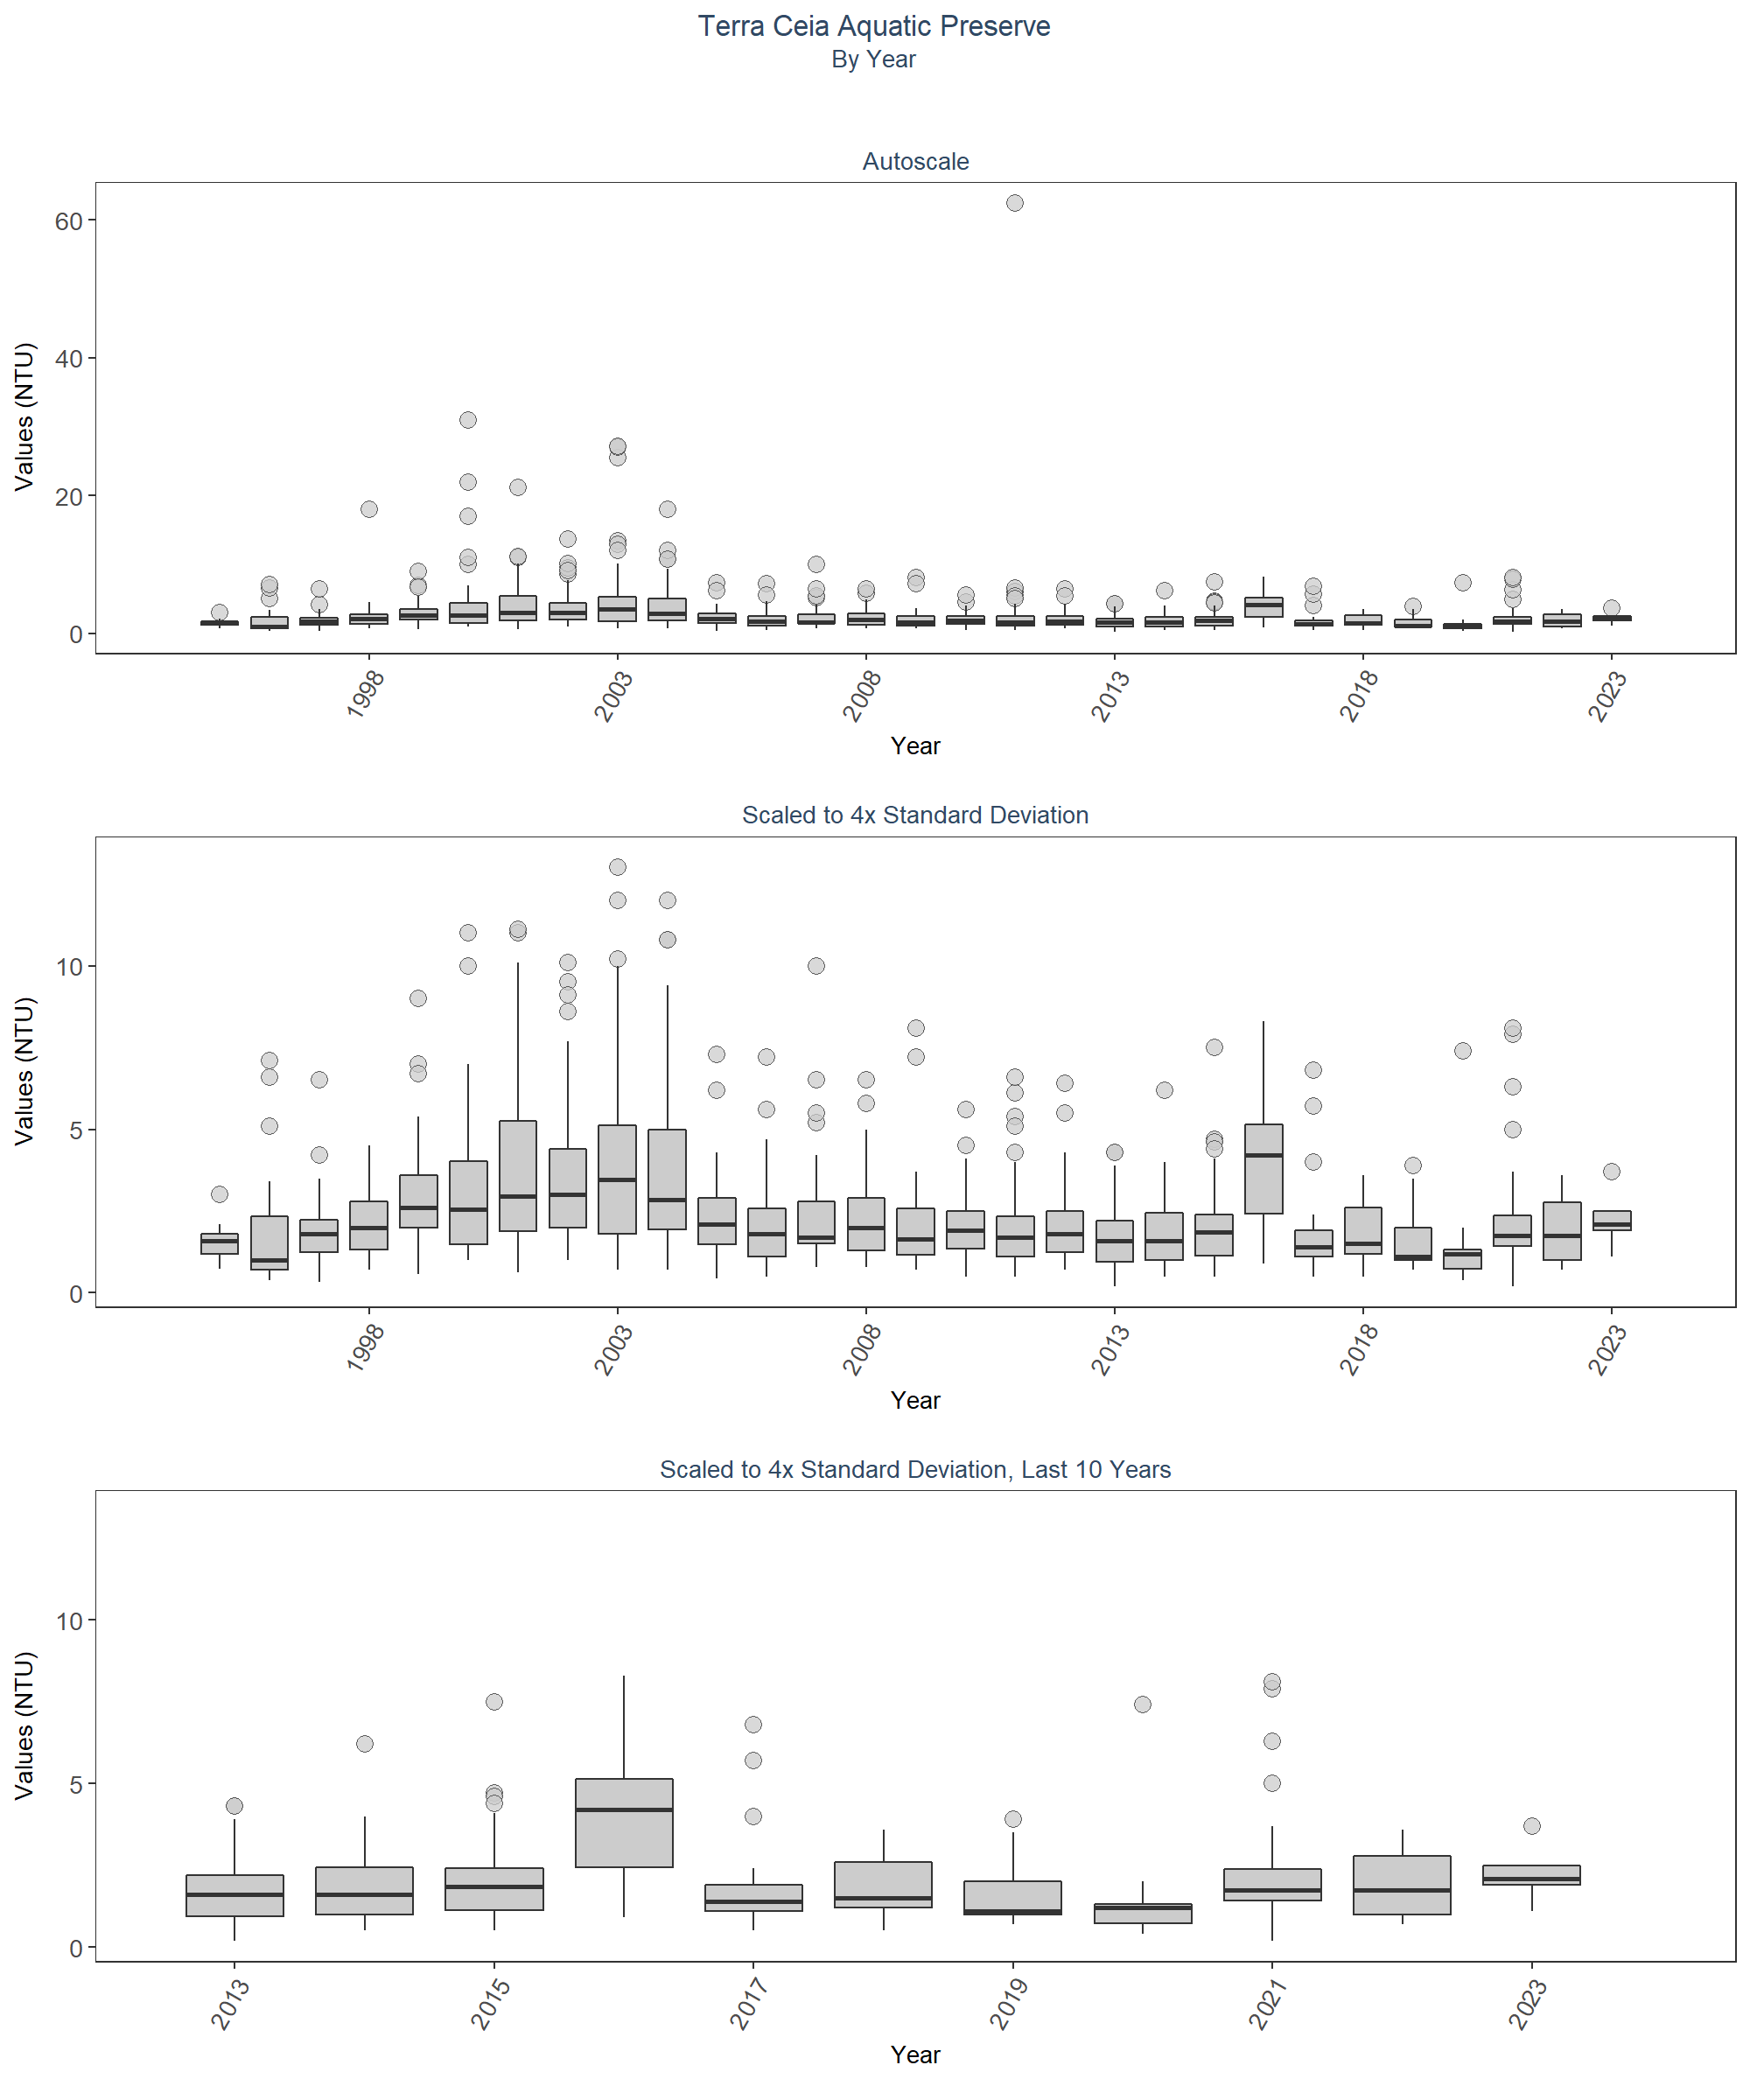 Terra Ceia Aquatic Preserve
By Year
Autoscale
Values (NTU)
60
40
20
0
1998 2003 2008 2013 2018 2023
Year
Scaled to 4x Standard Deviation
Values (NTU)
10
5
0
1998 2003 2008 2013 2018 2023
Year
Scaled to 4x Standard Deviation, Last 10 Years
Values (NTU)
10
5
0
2013 2015 2017 2019 2021 2023
Year